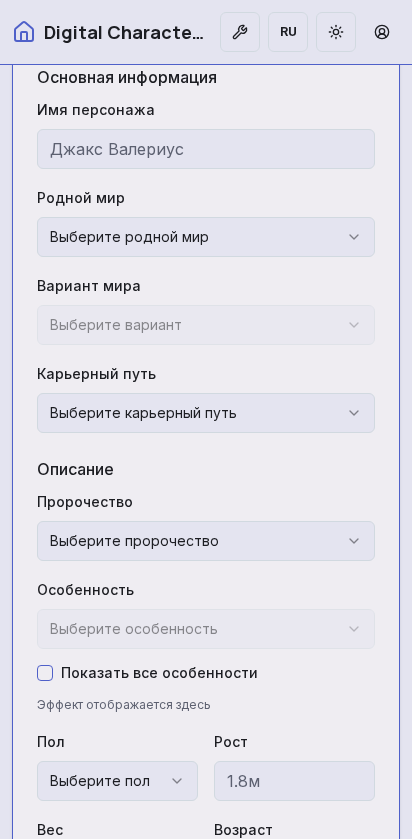 Digital Characte…
RU
Основная информация
Имя персонажа
Джакс Валериус
Родной мир
Выберите родной мир
Вариант мира
Выберите вариант
Карьерный путь
Выберите карьерный путь
Описание
Пророчество
Выберите пророчество
Особенность
Выберите особенность
Показать все особенности
Эффект отображается здесь
Пол
Рост
Выберите пол
1.8м
Вес
Возраст